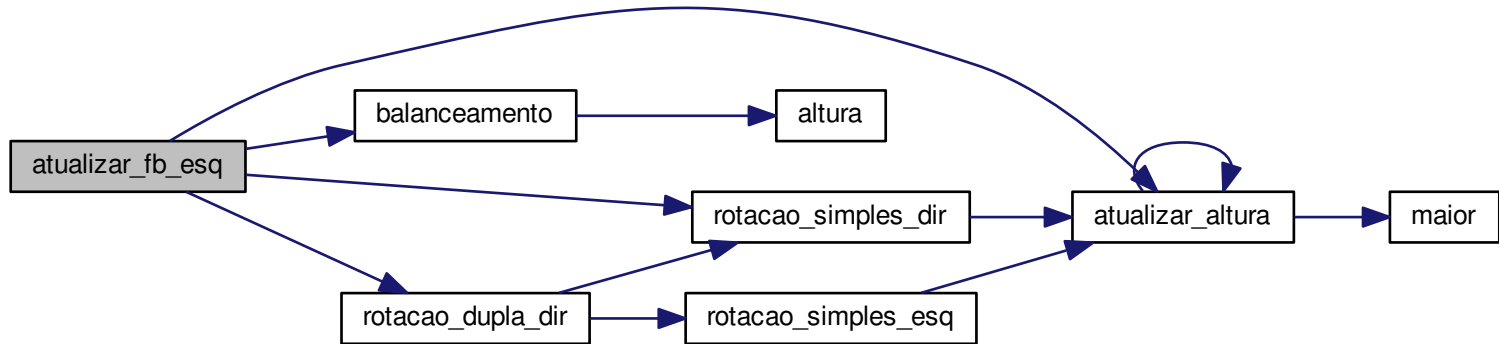 atualizar_fb_esq
balanceamento
altura
rotacao_simples_dir
atualizar_altura
maior
rotacao_dupla_dir
rotacao_simples_esq